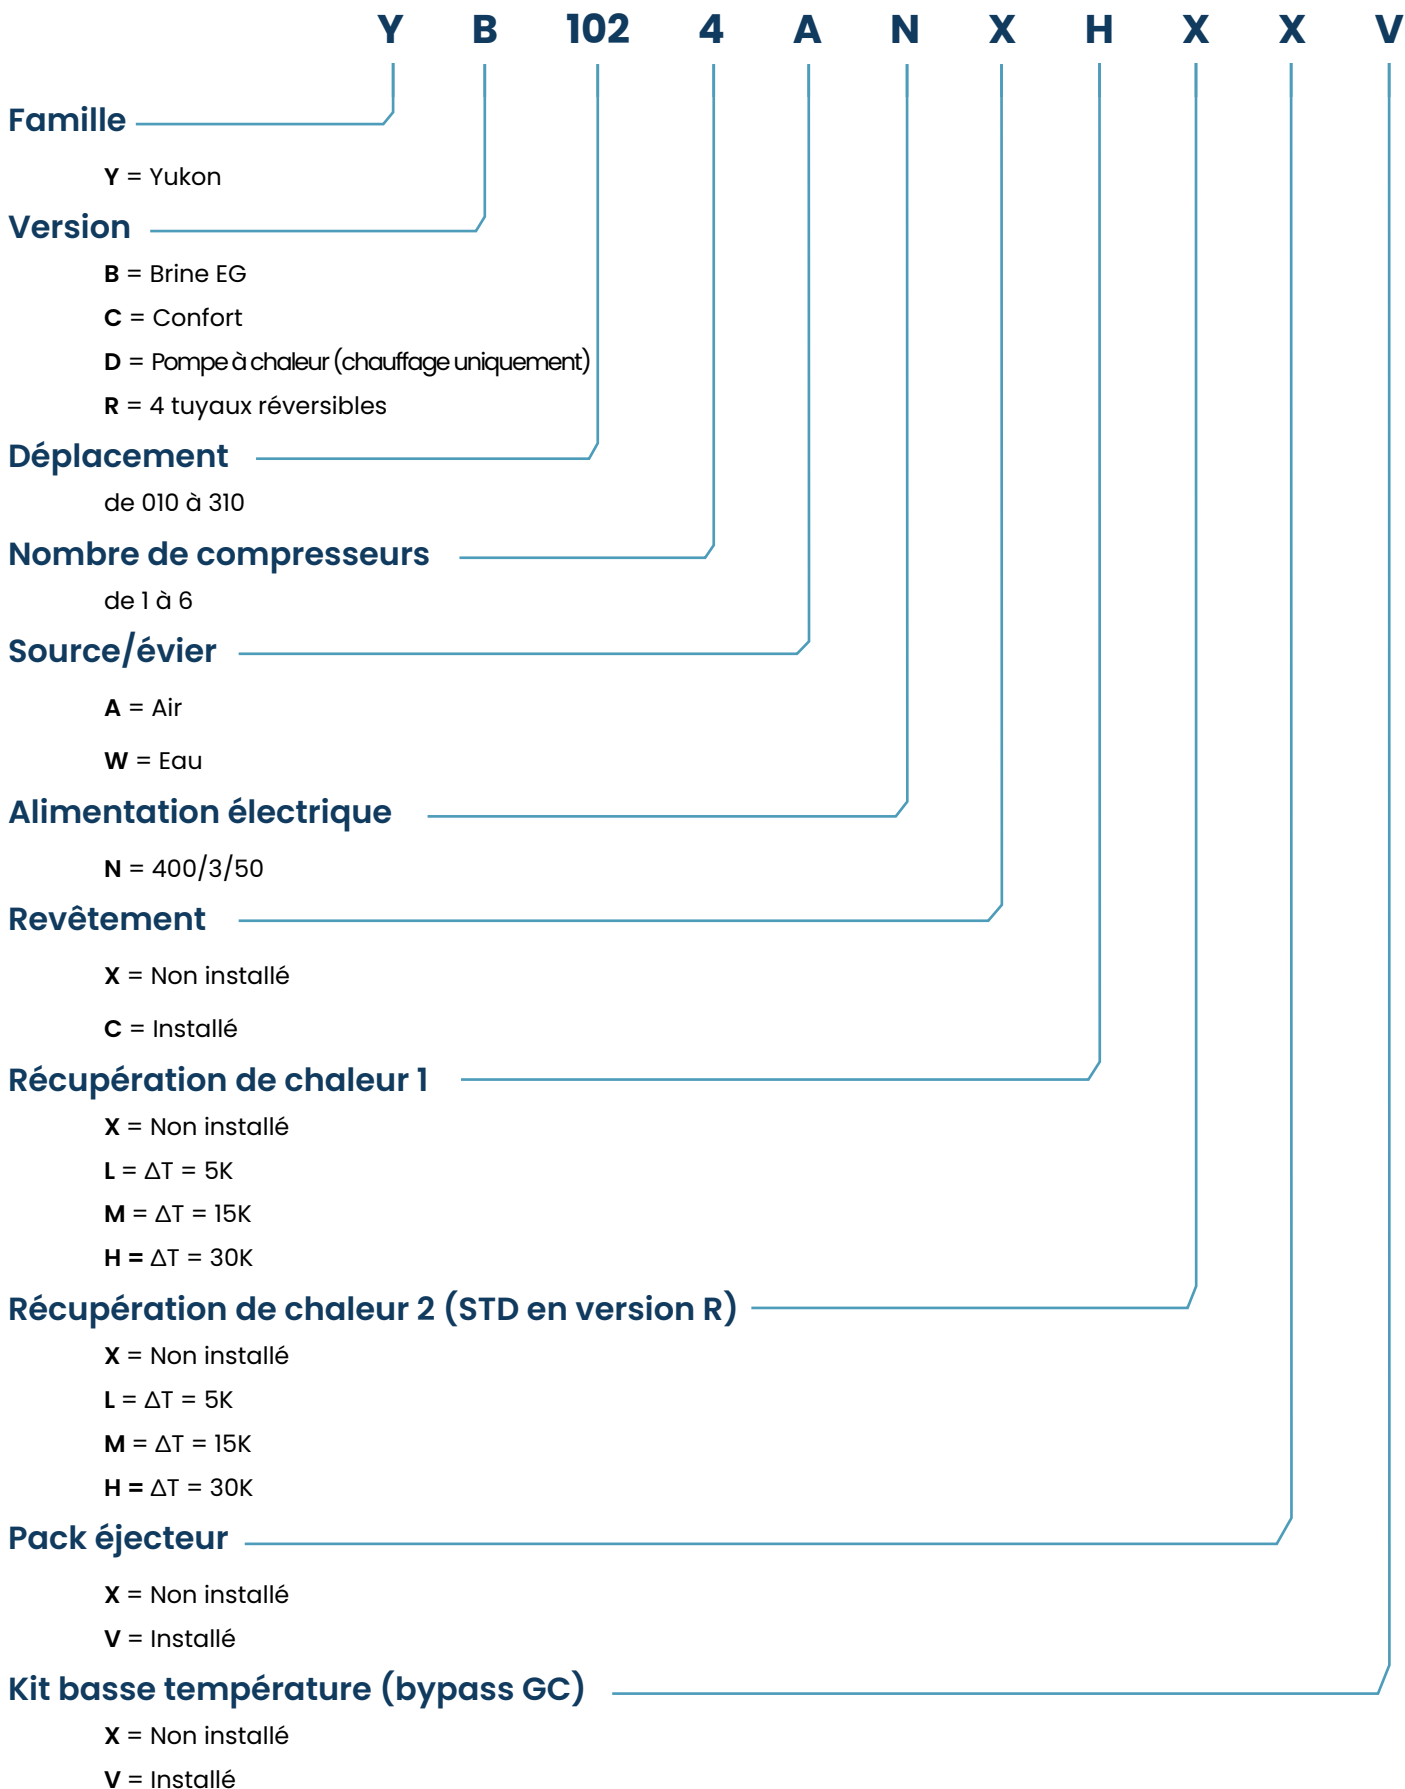 Y B 102 4 A N X H X X V
Famille
Y = Yukon
Version
B = Brine EG
C = Confort
D = Pompe à chaleur (chauffage uniquement)
R = 4 tuyaux réversibles
Déplacement
de 010 à 310
Nombre de compresseurs
de 1 à 6
Source/évier
A = Air
W = Eau
Alimentation électrique
N = 400/3/50
Revêtement
X = Non installé
C = Installé
Récupération de chaleur 1
X = Non installé
L = ΔT = 5K
M = ΔT = 15K
H = ΔT = 30K
Récupération de chaleur 2 (STD en version R)
X = Non installé
L = ΔT = 5K
M = ΔT = 15K
H = ΔT = 30K
Pack éjecteur
X = Non installé
V = Installé
Kit basse température (bypass GC)
X = Non installé
V = Installé